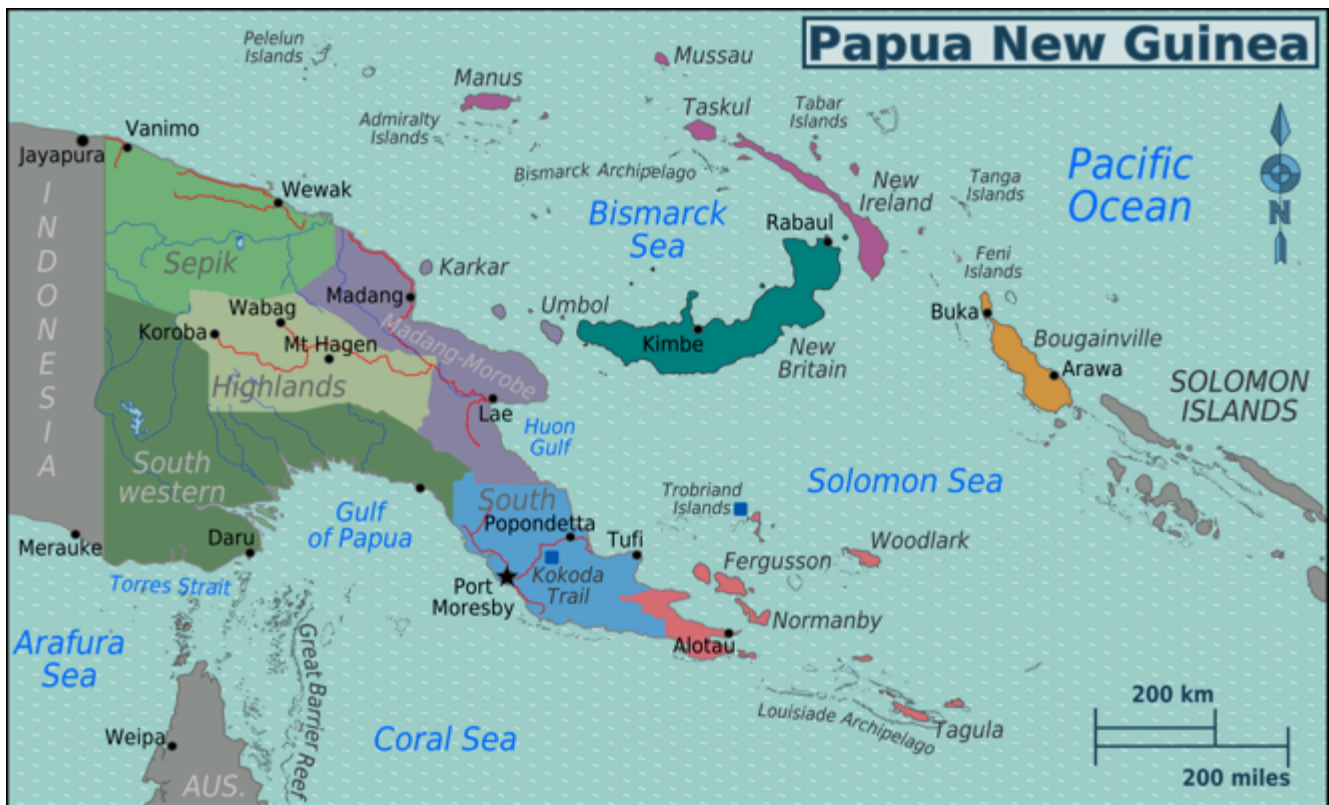 Papua New Guinea
Pelelun
Islands
Mussau
Manus
Taskul
Tabar
Islands
Admiralty
Islands
Vanimo
Jayapura
Bismarck Archipelago
Pacific
Ocean
N
INDONESIA
Wewak
Bismarck
Sea
New
Ireland
Tanga
Islands
Rabaul
Sepik
Karkar
Feni
Islands
Madang
Umbol
Wabag
Koroba
Mt Hagen
Madang-Morobe
Kimbe
New
Britain
Buka
Bougainville
Arawa
Highlands
SOLOMON
ISLANDS
Lae
Huon
Gulf
South
western
South
Solomon Sea
Trobriand
Islands
Gulf
of Papua
Popondetta
Tufi
Merauke
Daru
Woodlark
Fergusson
Torres Strait
Kokoda
Trail
Port
Moresby
Normanby
Alotau
Arafura
Sea
Great Barrier Reef
200 km
Louisiade Archipelago
Tagula
Weipa
Coral Sea
AUS.
200 miles